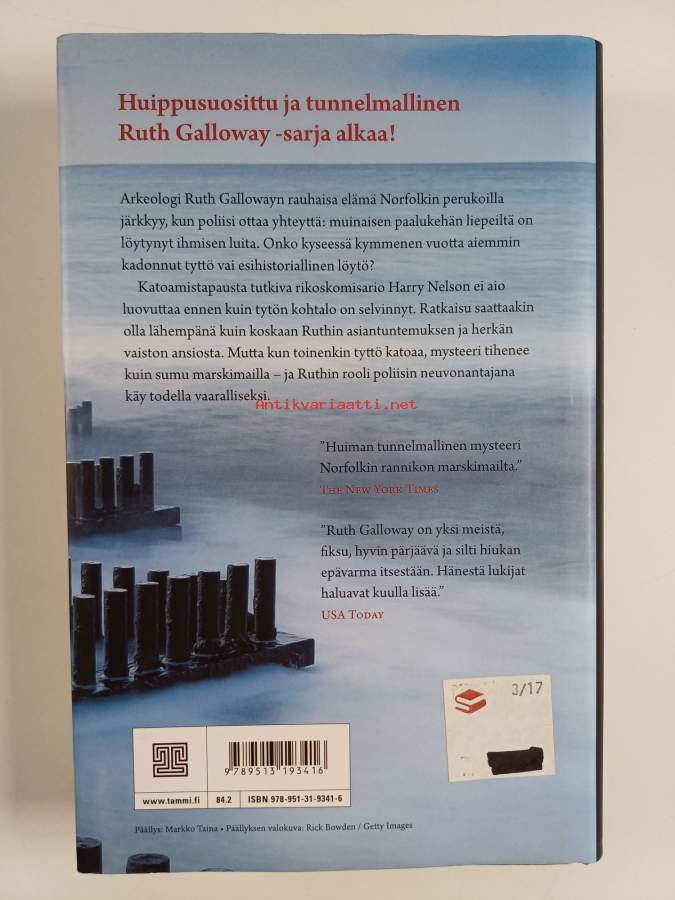 Huippusuosittu ja tunnelmallinen
Ruth Galloway -sarja alkaa!
Arkeologi Ruth Gallowayn rauhaisa elämä Norfolkin perukoilla
järkkyy, kun poliisi ottaa yhteyttä: muinaisen paalukehän liepeiltä on
löytynyt ihmisen luita. Onko kyseessä kymmenen vuotta aiemmin
kadonnut tyttö vai esihistoriallinen löytö?
Katoamistapausta tutkiva rikoskomisario Harry Nelson ei aio
luovuttaa ennen kuin tytön kohtalo on selvinnyt. Ratkaisu saattaakin
olla lähempänä kuin koskaan Ruthin asiantuntemuksen ja herkän
vaiston ansiosta. Mutta kun toinenkin tyttö katoaa, mysteeri tihenee
kuin sumu marskimailla – ja Ruthin rooli poliisin neuvonantajana
käy todella vaaralliseksi.
Antikvariaatti.net
”Huiman tunnelmallinen mysteeri
Norfolkin rannikon marskimailta.”
The New York Times
”Ruth Galloway on yksi meistä,
fiksu, hyvin pärjäävä ja silti hiukan
epävarma itsestään. Hänestä lukijat
haluavat kuulla lisää.”
USA Today
3/17
9 789513 193416
www.tammi.fi 84.2 ISBN 978-951-31-9341-6
Päällys: Markko Taina • Päällyksen valokuva: Rick Bowden / Getty Images